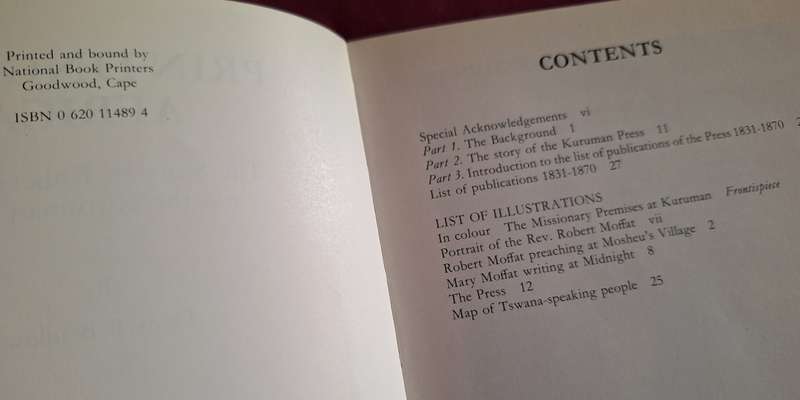 Printed and bound by
National Book Printers
Goodwood, Cape
ISBN 0 620 11489 4
CONTENTS
Special Acknowledgements vi
Part 1. The Background 1
Part 2. The story of the Kuruman Press 11
Part 3. Introduction to the list of publications of the Press 1831-1870
List of publications 1831-1870 27
LIST OF ILLUSTRATIONS
In colour The Missionary Premises at Kuruman Frontispiece
Portrait of the Rev. Robert Moffat vii
Robert Moffat preaching at Mosheu's Village 2
Mary Moffat writing at Midnight 8
The Press 12
Map of Tswana-speaking people 25